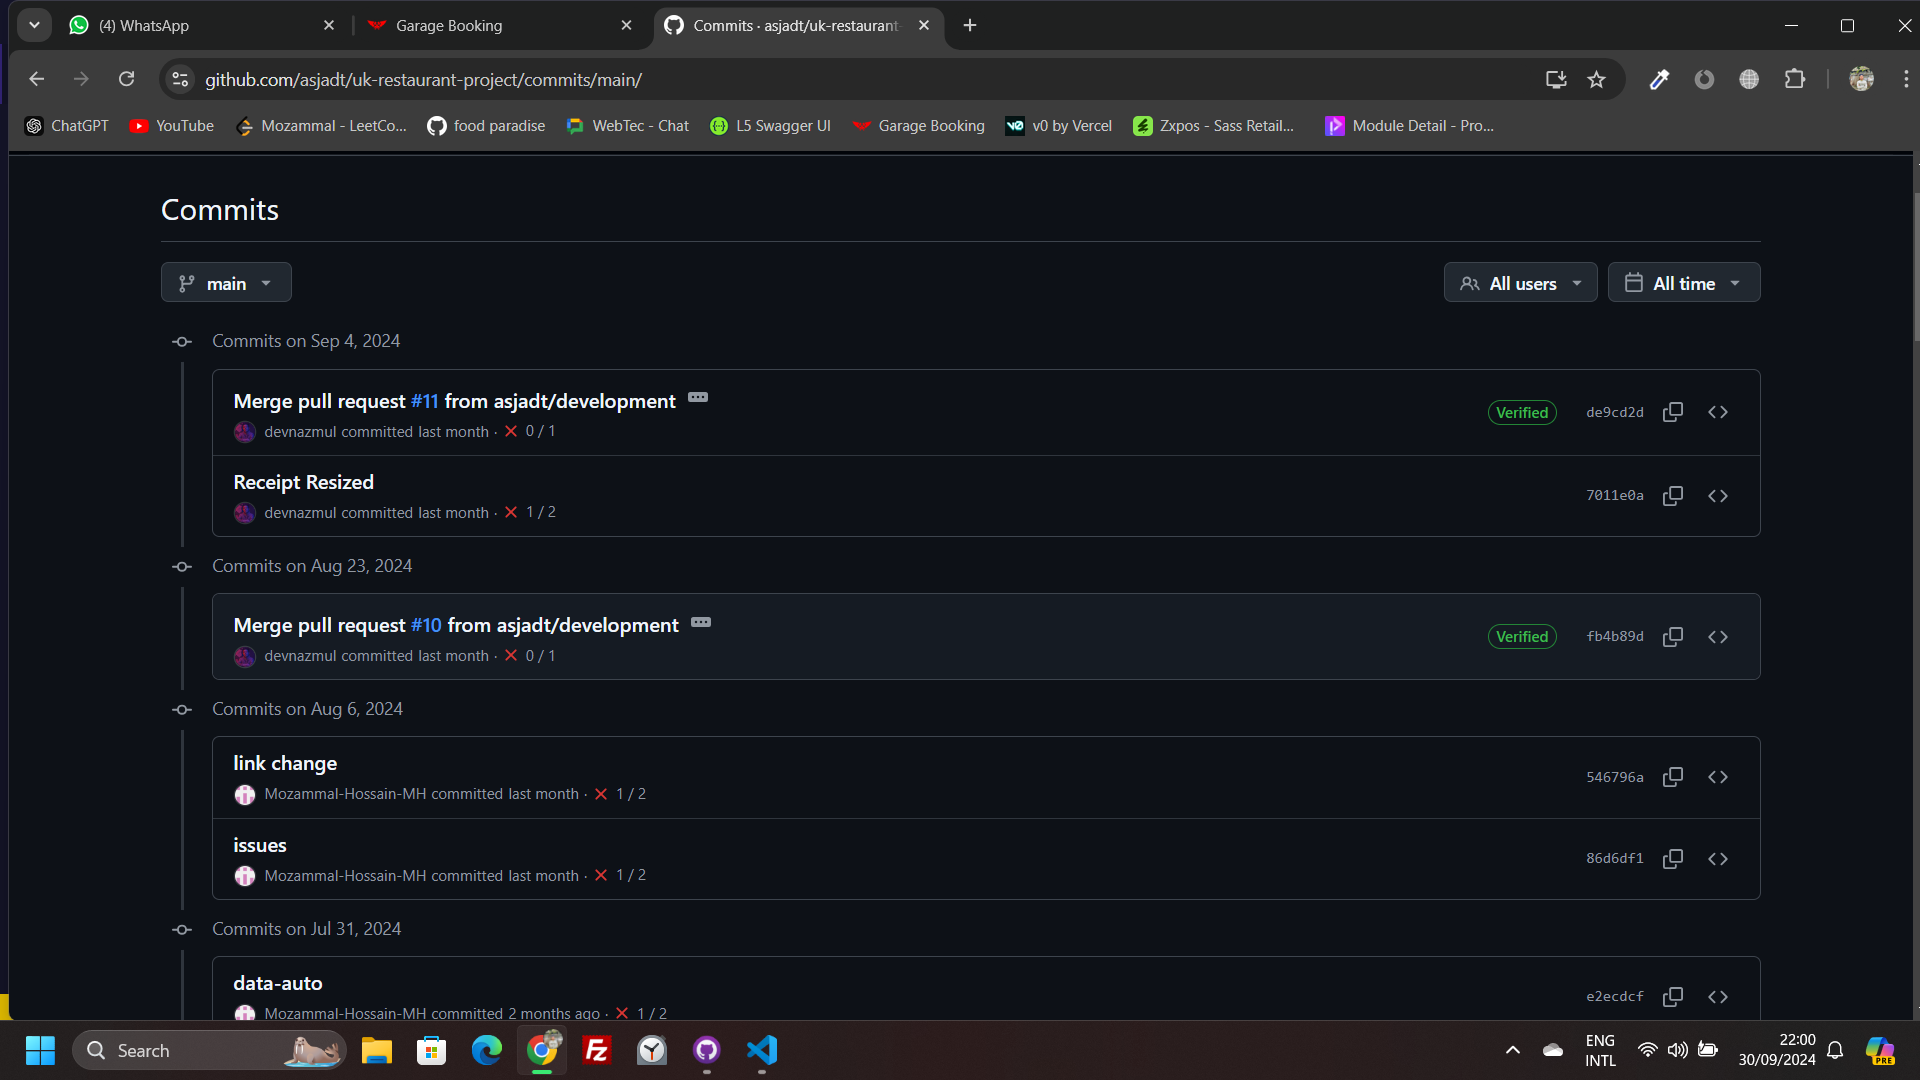 (4) WhatsApp
Garage Booking
Commits · asjadt/uk-restaurant-
github.com/asjadt/uk-restaurant-project/commits/main/
ChatGPT
YouTube
Mozammal - LeetCo...
food paradise
WebTec - Chat
L5 Swagger UI
Garage Booking
v0 by Vercel
Zxpos - Sass Retail...
Module Detail - Pro...
Commits
main
All users
All time
Commits on Sep 4, 2024
Merge pull request #11 from asjadt/development
Verified
de9cd2d
devnazmul committed last month · 0 / 1
Receipt Resized
7011e0a
devnazmul committed last month · 1 / 2
Commits on Aug 23, 2024
Merge pull request #10 from asjadt/development
Verified
fb4b89d
devnazmul committed last month · 0 / 1
Commits on Aug 6, 2024
link change
546796a
Mozammal-Hossain-MH committed last month · 1 / 2
issues
86d6df1
Mozammal-Hossain-MH committed last month · 1 / 2
Commits on Jul 31, 2024
data-auto
e2ecdcf
Mozammal-Hossain-MH committed 2 months ago · 1 / 2
Search
Fz
ENG
INTL
22:00
30/09/2024
PRE